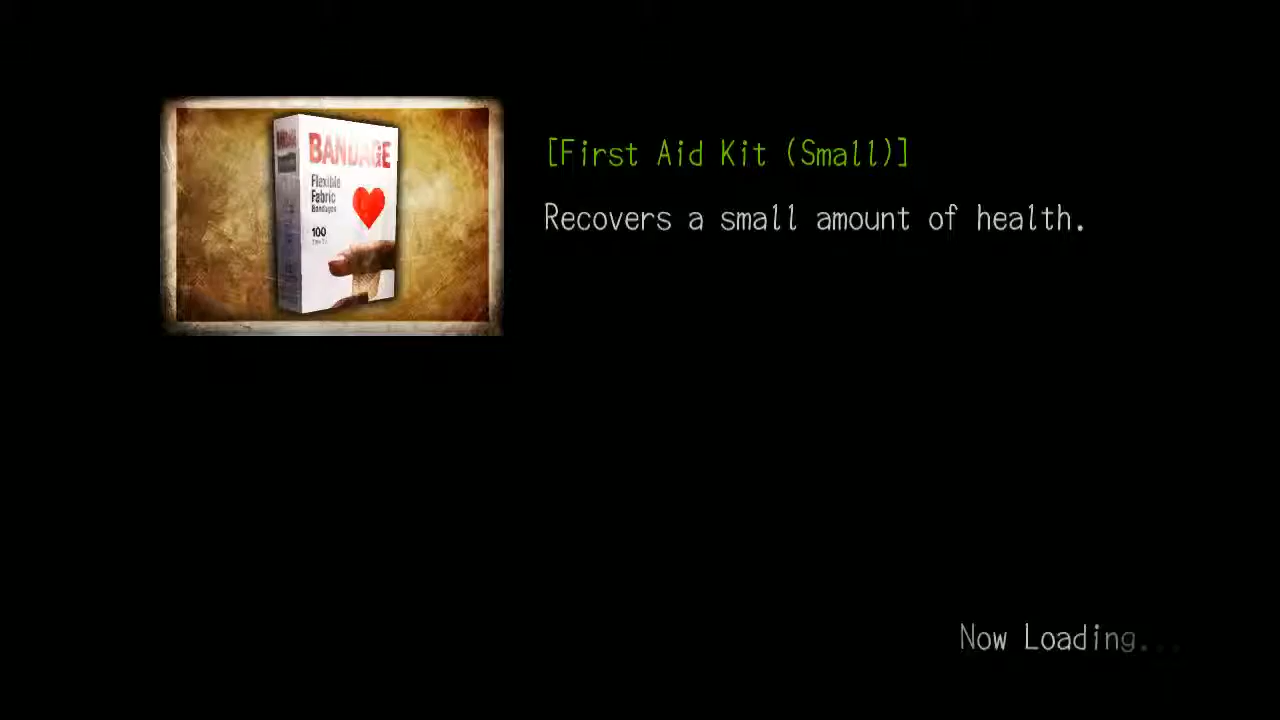 BANDAGE
Flexible
Fabric
Bandages
100
[First Aid Kit (Small)]
Recovers a small amount of health.
Now Loading...